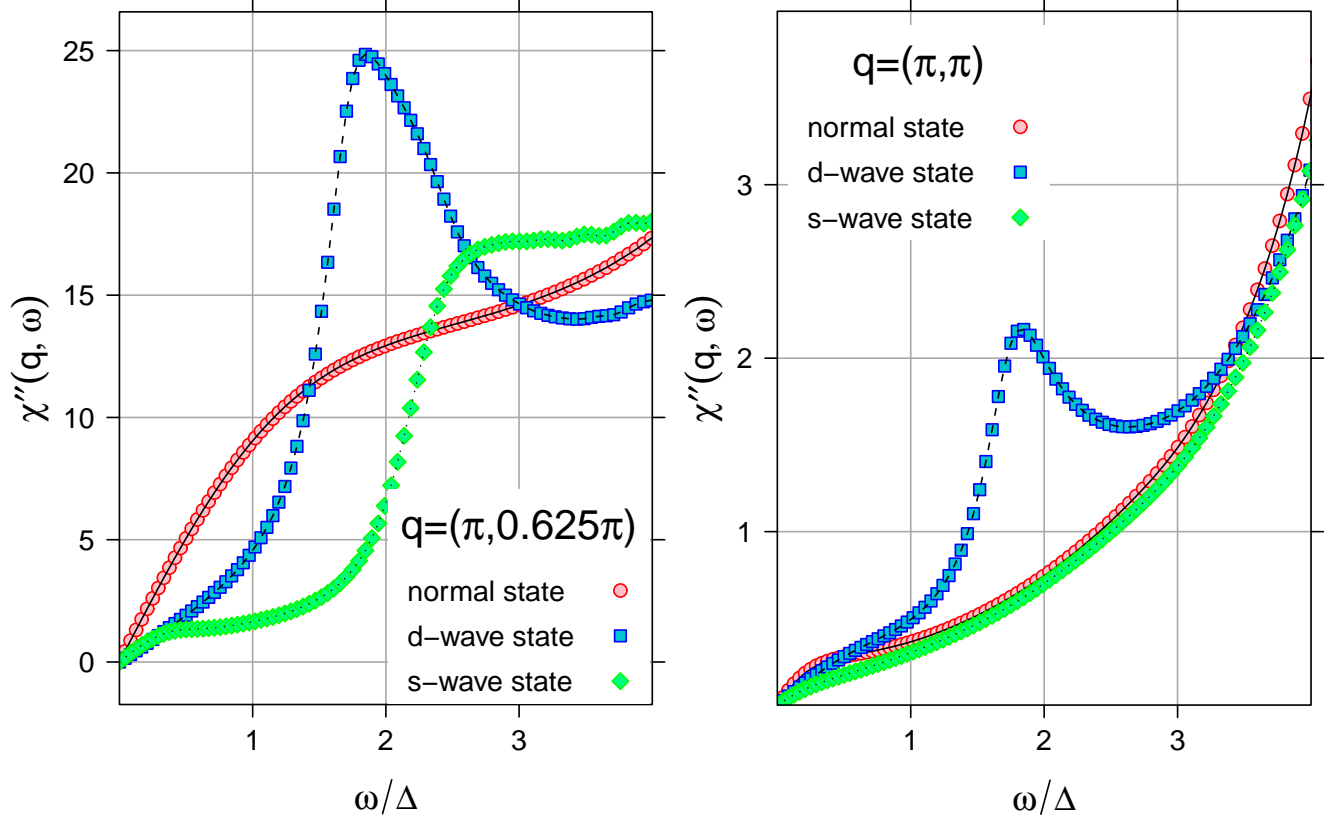 χ″(q, ω)
25
20
15
10
5
0
q=(π,0.625π)
normal state
d−wave state
s−wave state
1
2
3
ω/Δ
χ″(q, ω)
3
2
1
q=(π,π)
normal state
d−wave state
s−wave state
1
2
3
ω/Δ